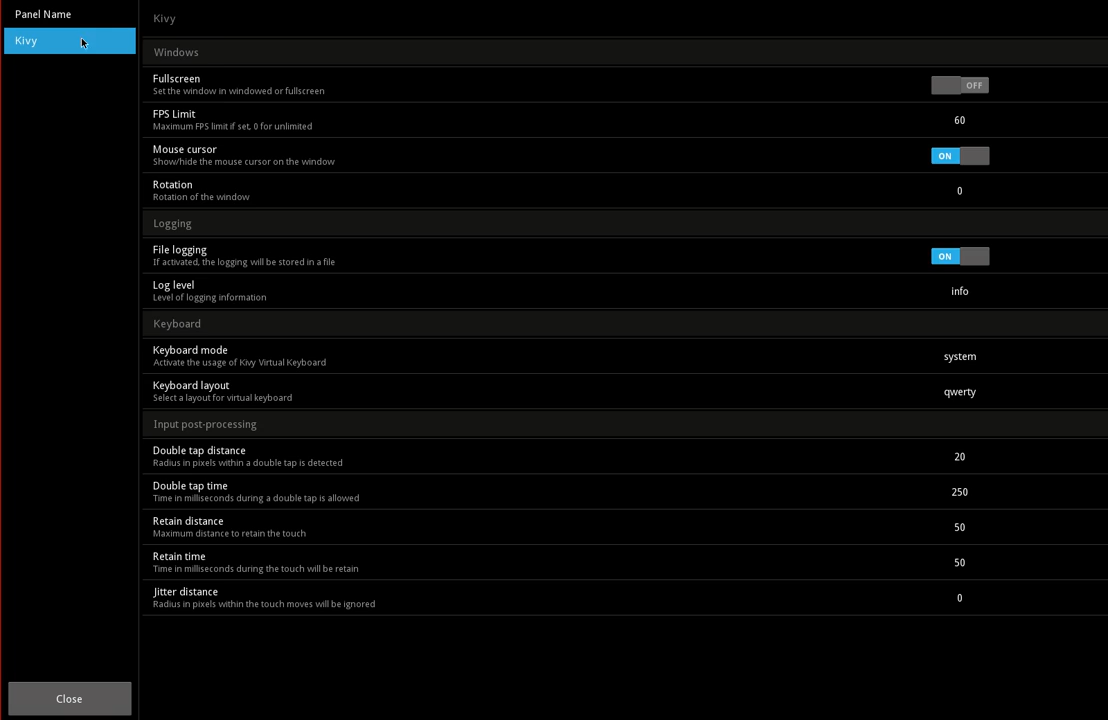 Panel Name
Kivy
Kivy
Windows
Fullscreen
Set the window in windowed or fullscreen
OFF
FPS Limit
Maximum FPS limit if set, 0 for unlimited
60
Mouse cursor
Show/hide the mouse cursor on the window
ON
Rotation
Rotation of the window
0
Logging
File logging
If activated, the logging will be stored in a file
ON
Log level
Level of logging information
info
Keyboard
Keyboard mode
Activate the usage of Kivy Virtual Keyboard
system
Keyboard layout
Select a layout for virtual keyboard
qwerty
Input post-processing
Double tap distance
Radius in pixels within a double tap is detected
20
Double tap time
Time in milliseconds during a double tap is allowed
250
Retain distance
Maximum distance to retain the touch
50
Retain time
Time in milliseconds during the touch will be retain
50
Jitter distance
Radius in pixels within the touch moves will be ignored
0
Close